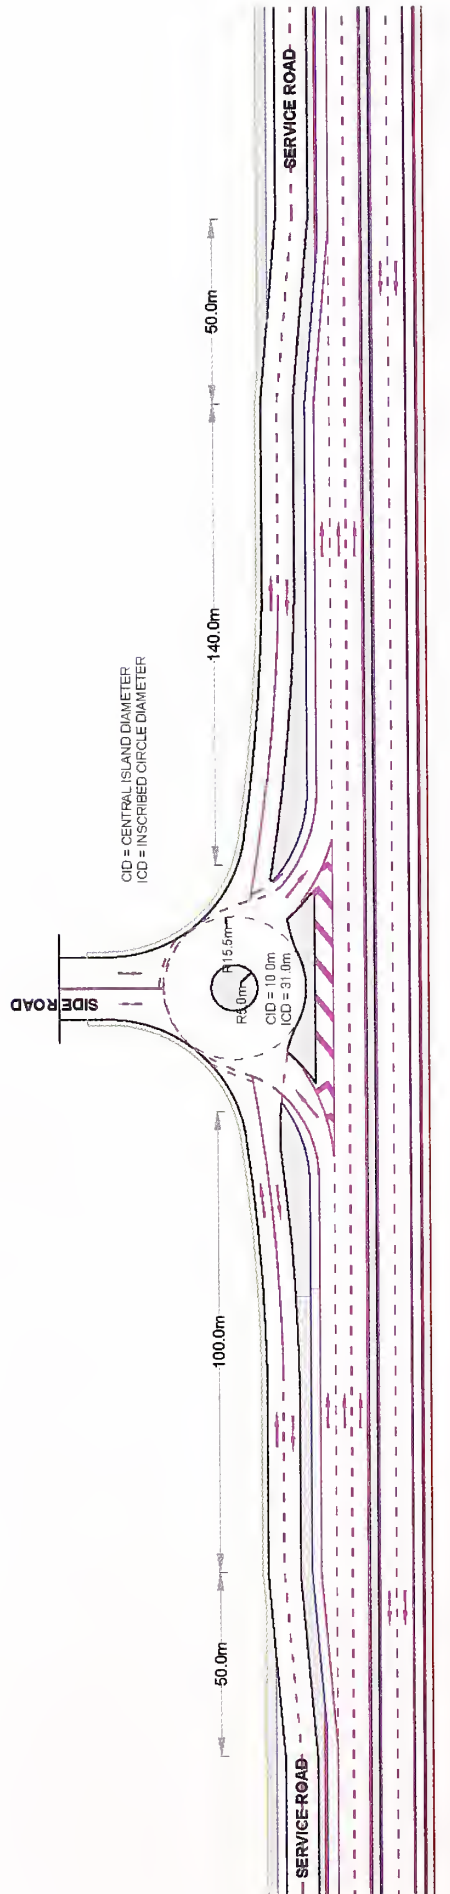 SERVICE ROAD
50.0m
140.0m
CID = CENTRAL ISLAND DIAMETER
ICD = INSCRIBED CIRCLE DIAMETER
SIDE ROAD
R15.5m
R5.0m
CID = 10.0m
ICD = 31.0m
100.0m
50.0m
SERVICE ROAD